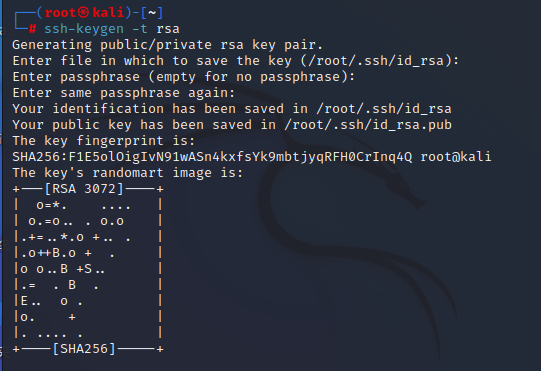 ┌──(root㉿kali)-[~]
└─# ssh-keygen -t rsa
Generating public/private rsa key pair.
Enter file in which to save the key (/root/.ssh/id_rsa):
Enter passphrase (empty for no passphrase):
Enter same passphrase again:
Your identification has been saved in /root/.ssh/id_rsa
Your public key has been saved in /root/.ssh/id_rsa.pub
The key fingerprint is:
SHA256:F1E5olOigIvN91wASn4kxfsYk9mbtjyqRFH0CrInq4Q root@kali
The key's randomart image is:
+---[RSA 3072]----+
|  o=*.    ....   |
| o.=o.. . o.o    |
|.+=..*.o +.. .   |
|.o++B.o +  .     |
|o o..B +S..      |
|.=  . B  .       |
|E..   o .        |
|o.     +         |
|. .... .         |
+----[SHA256]-----+